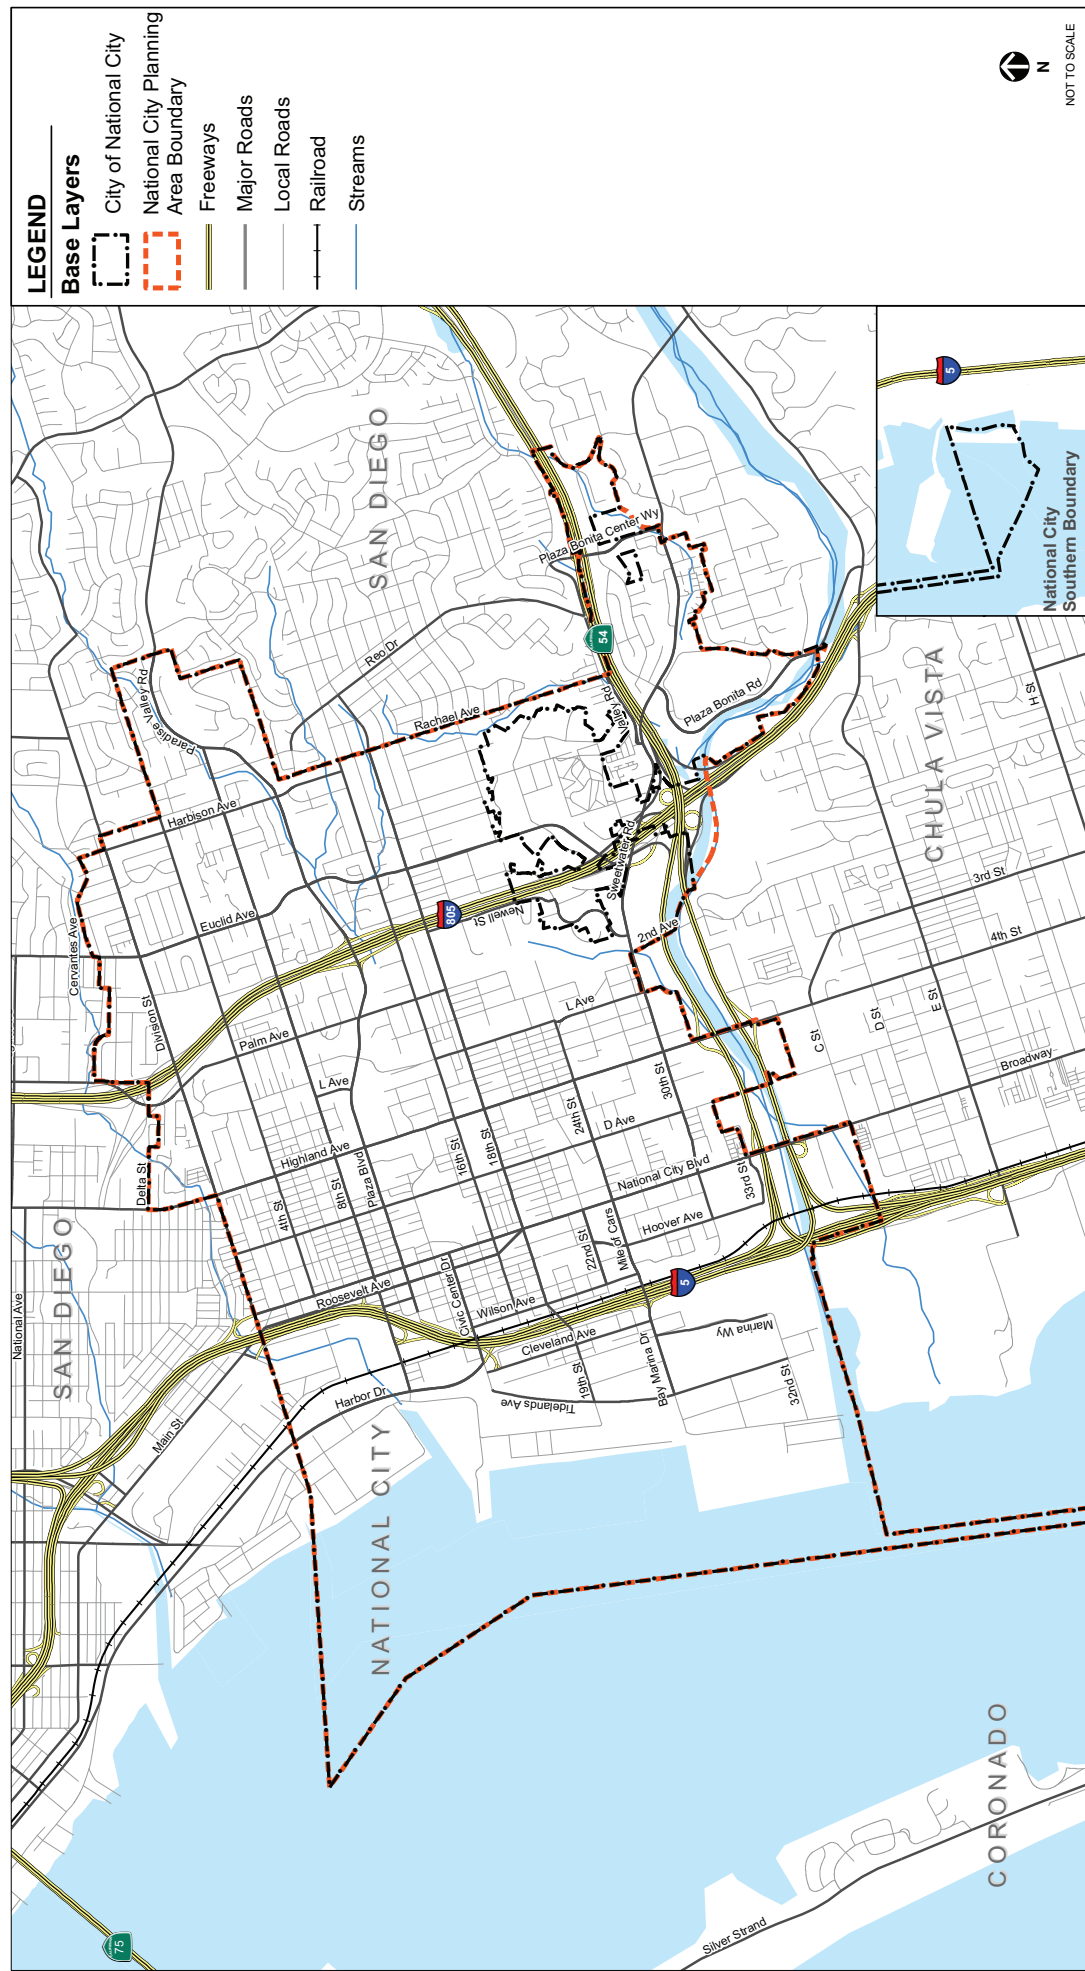 LEGEND
Base Layers
City of National City
National City Planning
Area Boundary
Freeways
Major Roads
Local Roads
Railroad
Streams
N
NOT TO SCALE
SAN DIEGO
SAN DIEGO
NATIONAL CITY
CHULA VISTA
CORONADO
National City
Southern Boundary
5
75
5
805
54
National Ave
Main St
Harbor Dr
Delta St
Cervantes Ave
Division St
Paradise Valley Rd
Harbison Ave
Euclid Ave
Palm Ave
L Ave
Highland Ave
4th St
8th St
Plaza Blvd
Roosevelt Ave
Civic Center Dr
16th St
18th St
Wilson Ave
Cleveland Ave
19th St
Tidelands Ave
22nd St
Mile of Cars
Bay Marina Dr
Marina Wy
32nd St
Hoover Ave
National City Blvd
33rd St
24th St
D Ave
30th St
L Ave
2nd Ave
Newell St
Sweetwater Rd
Valley Rd
Rachael Ave
Reo Dr
Plaza Bonita Center Wy
Plaza Bonita Rd
C St
D St
E St
Broadway
4th St
3rd St
H St
Silver Strand